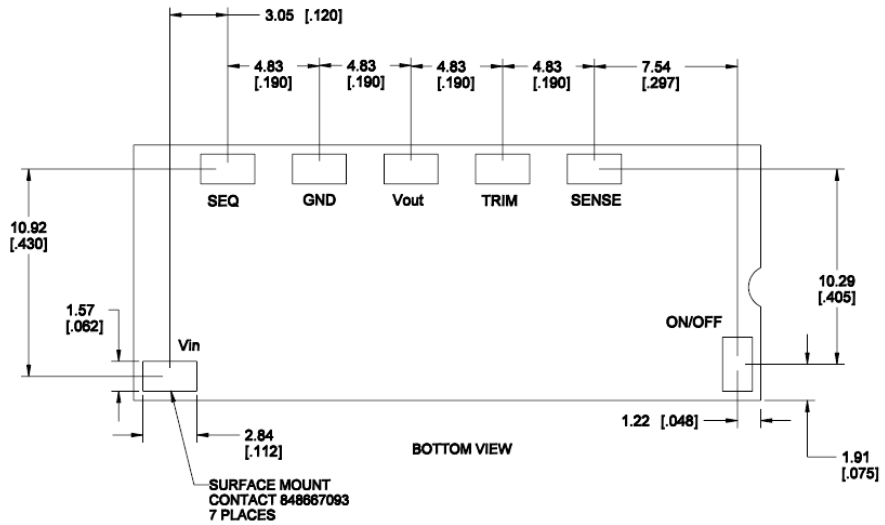 3.05 [.120]
4.83
[.190]
4.83
[.190]
4.83
[.190]
4.83
[.190]
7.54
[.297]
SEQ
GND
Vout
TRIM
SENSE
10.92
[.430]
10.29
[.405]
1.57
[.062]
Vin
ON/OFF
2.84
[.112]
1.22 [.048]
BOTTOM VIEW
1.91
[.075]
SURFACE MOUNT
CONTACT 848667093
7 PLACES